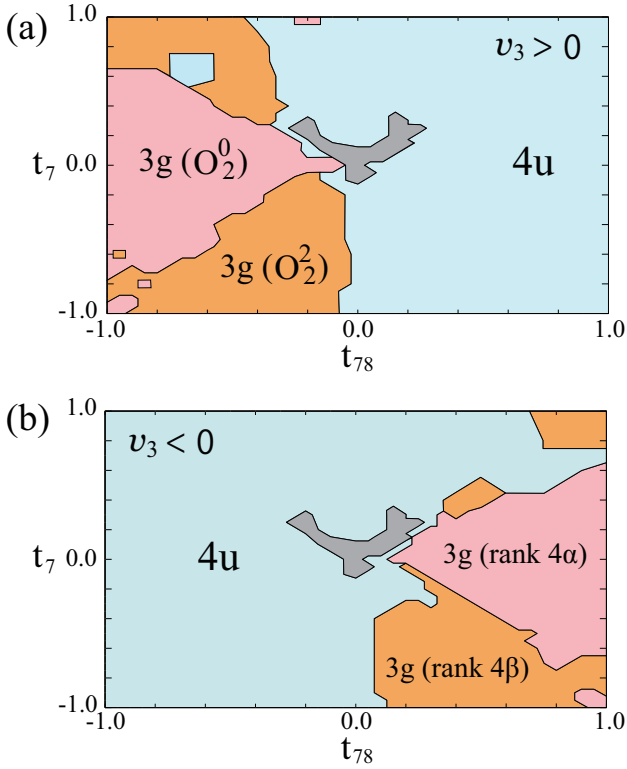 (a)
1.0
v₃ > 0
3g (O₂⁰)
t₇ 0.0
4u
3g (O₂²)
-1.0
-1.0 0.0 1.0
t₇₈
(b)
1.0
v₃ < 0
t₇ 0.0
4u
3g (rank 4α)
3g (rank 4β)
-1.0
-1.0 0.0 1.0
t₇₈